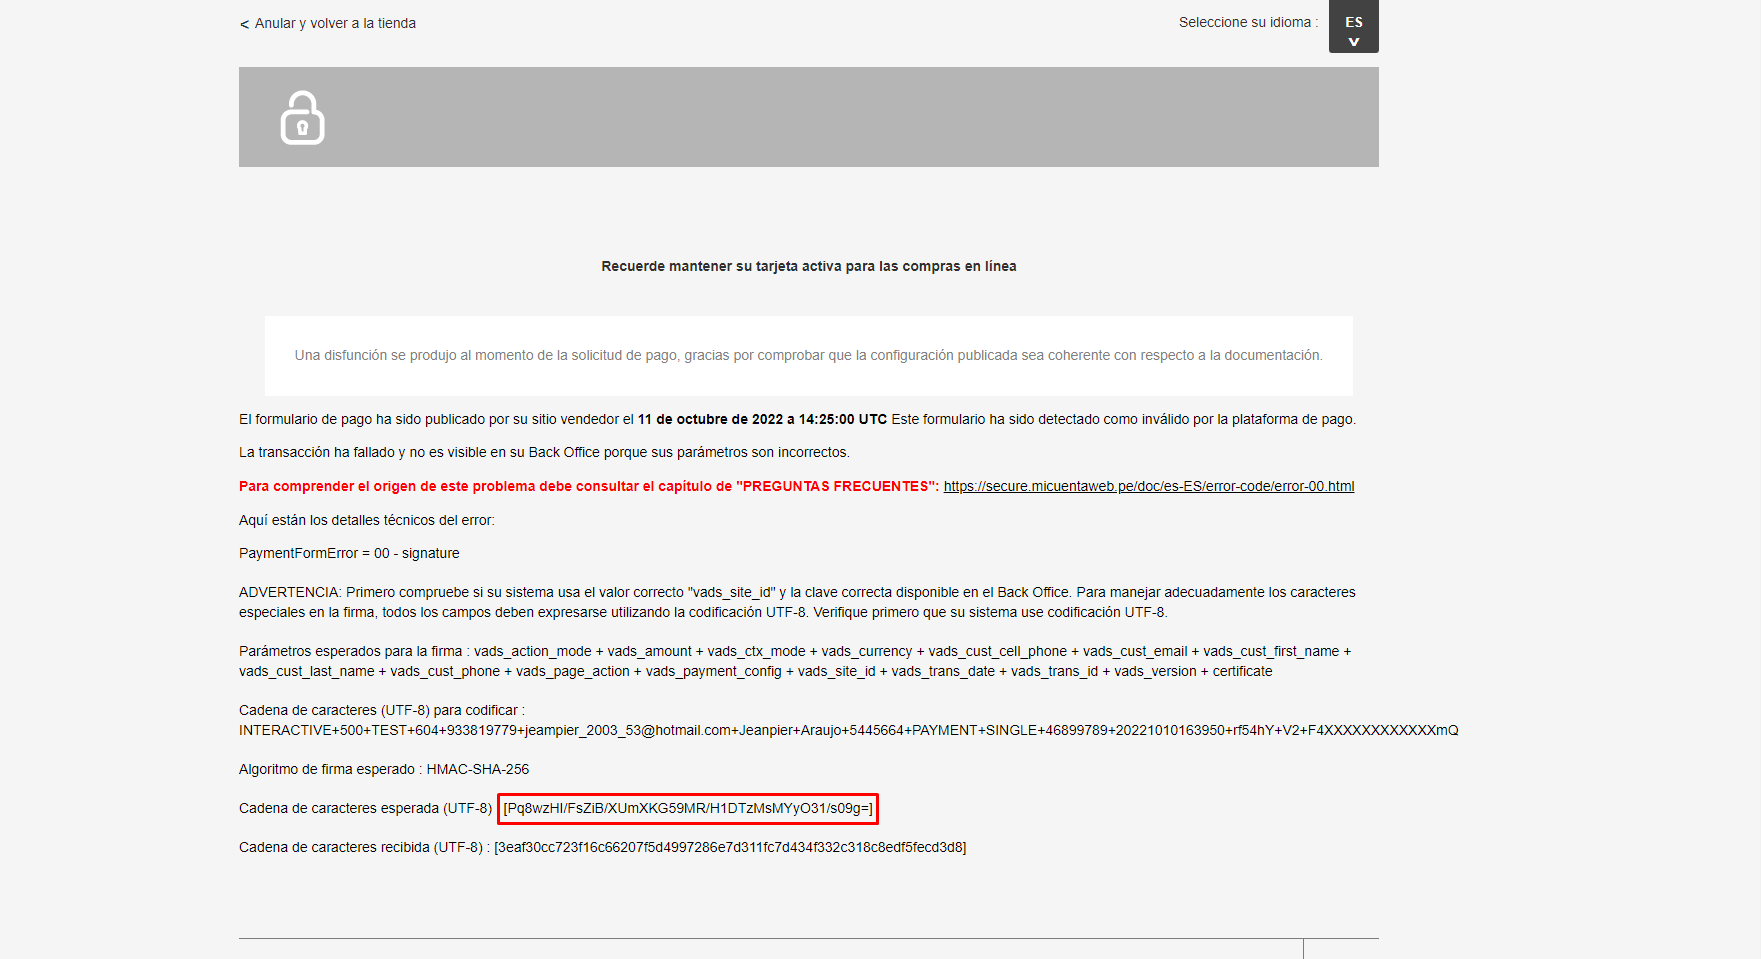 < Anular y volver a la tienda
Seleccione su idioma :
ES
Recuerde mantener su tarjeta activa para las compras en línea
Una disfunción se produjo al momento de la solicitud de pago, gracias por comprobar que la configuración publicada sea coherente con respecto a la documentación.
El formulario de pago ha sido publicado por su sitio vendedor el 11 de octubre de 2022 a 14:25:00 UTC Este formulario ha sido detectado como inválido por la plataforma de pago.
La transacción ha fallado y no es visible en su Back Office porque sus parámetros son incorrectos.
Para comprender el origen de este problema debe consultar el capítulo de "PREGUNTAS FRECUENTES": https://secure.micuentaweb.pe/doc/es-ES/error-code/error-00.html
Aquí están los detalles técnicos del error:
PaymentFormError = 00 - signature
ADVERTENCIA: Primero compruebe si su sistema usa el valor correcto "vads_site_id" y la clave correcta disponible en el Back Office. Para manejar adecuadamente los caracteres
especiales en la firma, todos los campos deben expresarse utilizando la codificación UTF-8. Verifique primero que su sistema use codificación UTF-8.
Parámetros esperados para la firma : vads_action_mode + vads_amount + vads_ctx_mode + vads_currency + vads_cust_cell_phone + vads_cust_email + vads_cust_first_name +
vads_cust_last_name + vads_cust_phone + vads_page_action + vads_payment_config + vads_site_id + vads_trans_date + vads_trans_id + vads_version + certificate
Cadena de caracteres (UTF-8) para codificar :
INTERACTIVE+500+TEST+604+933819779+jeampier_2003_53@hotmail.com+Jeanpier+Araujo+5445664+PAYMENT+SINGLE+46899789+20221010163950+rf54hY+V2+F4XXXXXXXXXXXXmQ
Algoritmo de firma esperado : HMAC-SHA-256
Cadena de caracteres esperada (UTF-8) [Pq8wzHI/FsZiB/XUmXKG59MR/H1DTzMsMYyO31/s09g=]
Cadena de caracteres recibida (UTF-8) : [3eaf30cc723f16c66207f5d4997286e7d311fc7d434f332c318c8edf5fecd3d8]